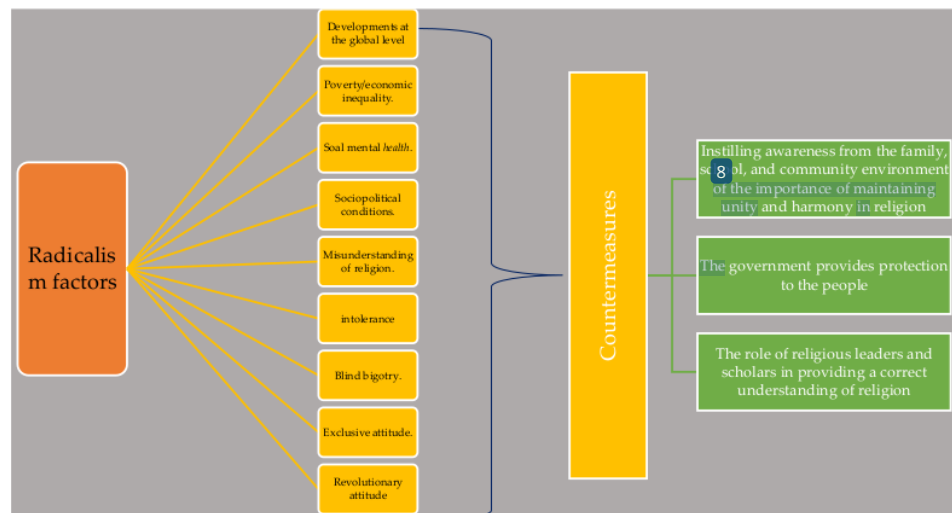 Radicalis
m factors
Developments at
the global level
Poverty/economic
inequality.
Soal mental health.
Sociopolitical
conditions.
Misunderstanding
of religion.
intolerance
Blind bigotry.
Exclusive attitude.
Revolutionary
attitude
Countermeasures
Instilling awareness from the family,
8
and community environment
of the importance of maintaining
unity and harmony in religion
The government provides protection
to the people
The role of religious leaders and
scholars in providing a correct
understanding of religion